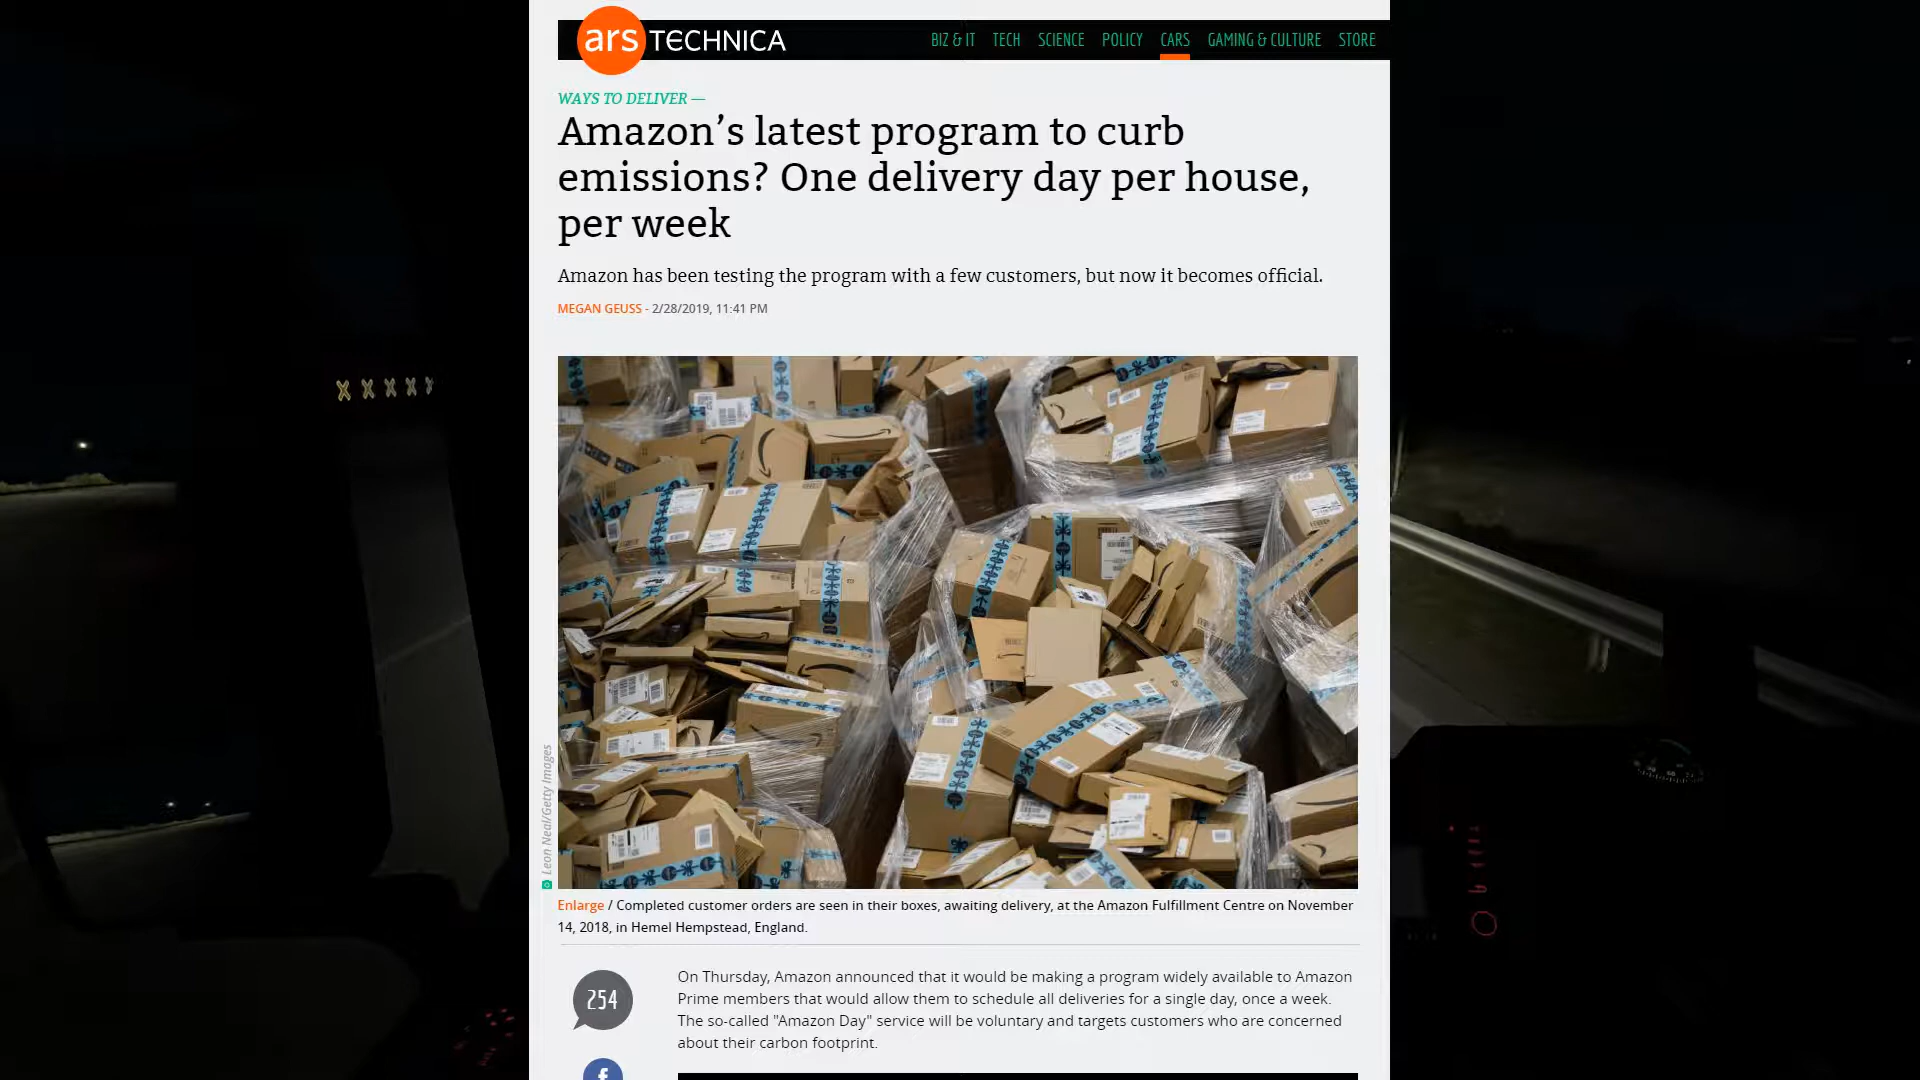 ars TECHNICA
BIZ & IT TECH SCIENCE POLICY CARS GAMING & CULTURE STORE
WAYS TO DELIVER —
Amazon’s latest program to curb
emissions? One delivery day per house,
per week
Amazon has been testing the program with a few customers, but now it becomes official.
MEGAN GEUSS - 2/28/2019, 11:41 PM
Leon Neal/Getty Images
Enlarge / Completed customer orders are seen in their boxes, awaiting delivery, at the Amazon Fulfillment Centre on November
14, 2018, in Hemel Hempstead, England.
254
On Thursday, Amazon announced that it would be making a program widely available to Amazon
Prime members that would allow them to schedule all deliveries for a single day, once a week.
The so-called "Amazon Day" service will be voluntary and targets customers who are concerned
about their carbon footprint.